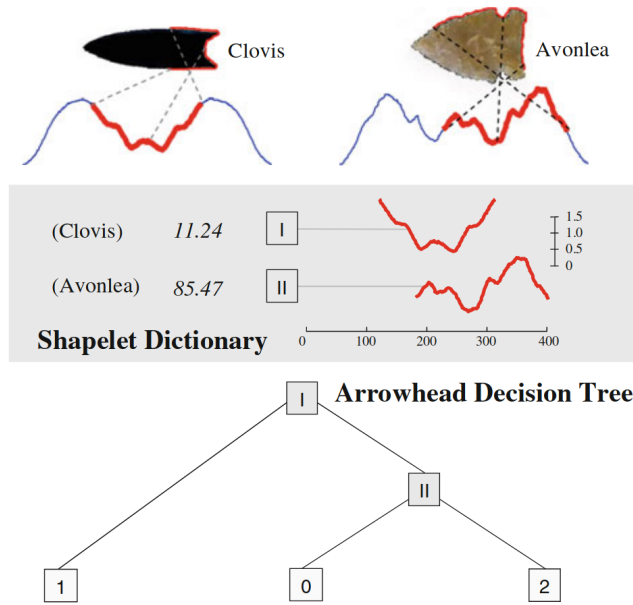 Clovis
Avonlea
(Clovis) 11.24 I
1.5
1.0
0.5
0
(Avonlea) 85.47 II
Shapelet Dictionary
0 100 200 300 400
I Arrowhead Decision Tree
II
1 0 2